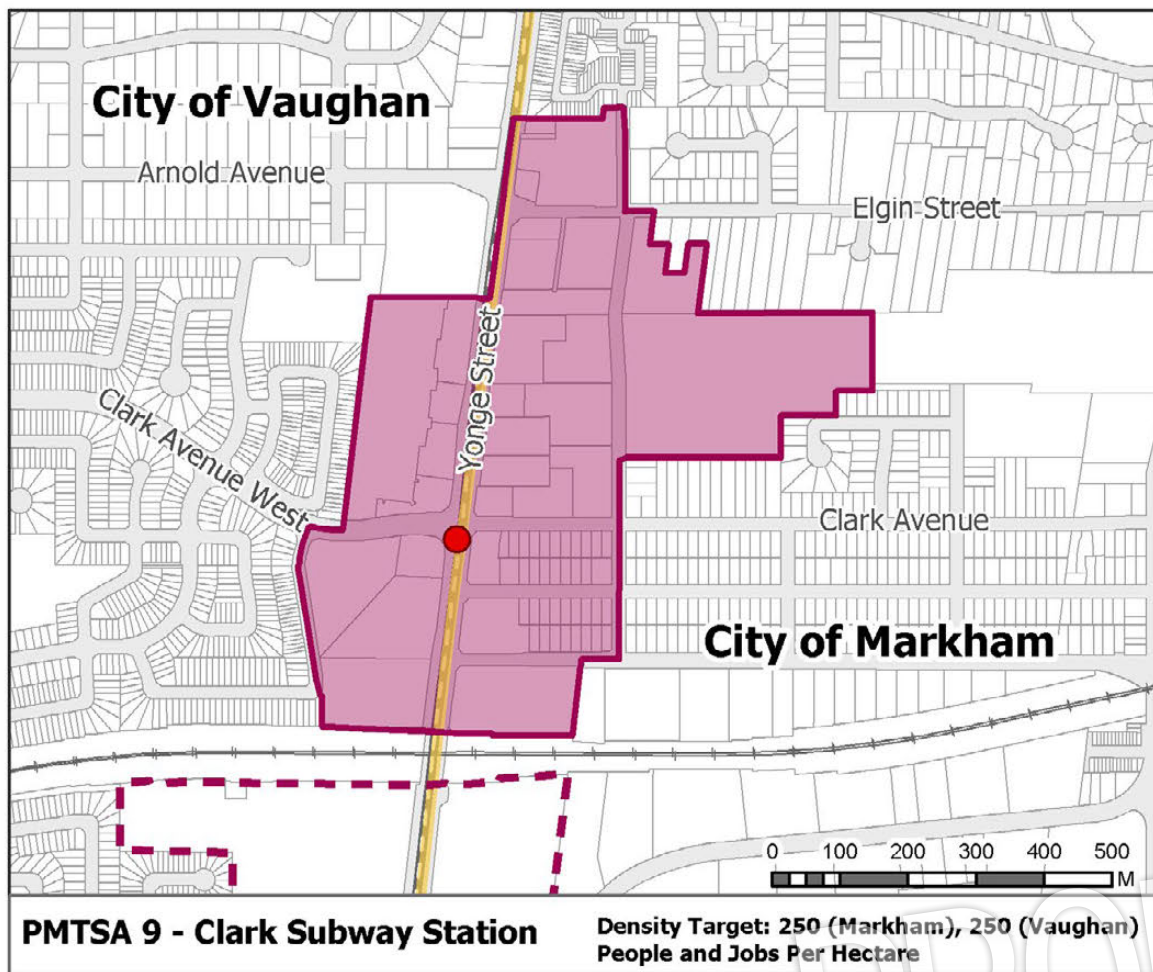 City of Vaughan
Arnold Avenue
Elgin Street
Yonge Street
Clark Avenue West
Clark Avenue
City of Markham
0 100 200 300 400 500
M
PMTSA 9 - Clark Subway Station
Density Target: 250 (Markham), 250 (Vaughan)
People and Jobs Per Hectare